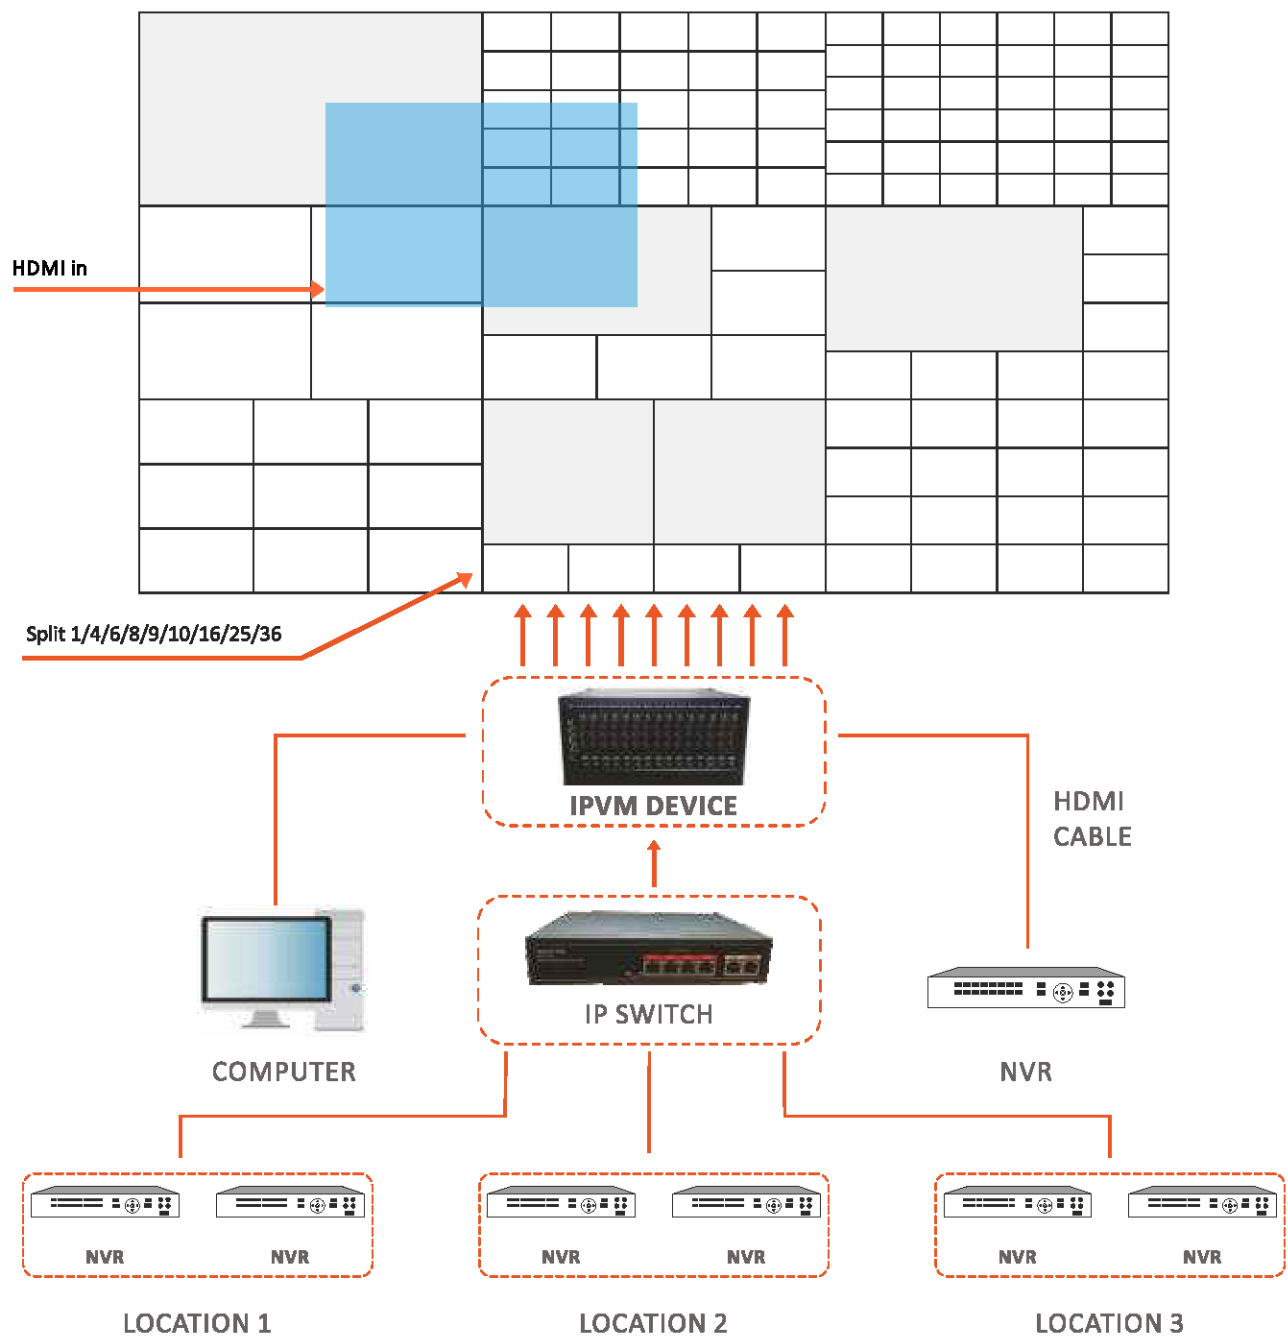 HDMI in
Split 1/4/6/8/9/10/16/25/36
IPVM DEVICE
HDMI
CABLE
IP SWITCH
COMPUTER
NVR
NVR
NVR
NVR
NVR
NVR
NVR
LOCATION 1
LOCATION 2
LOCATION 3